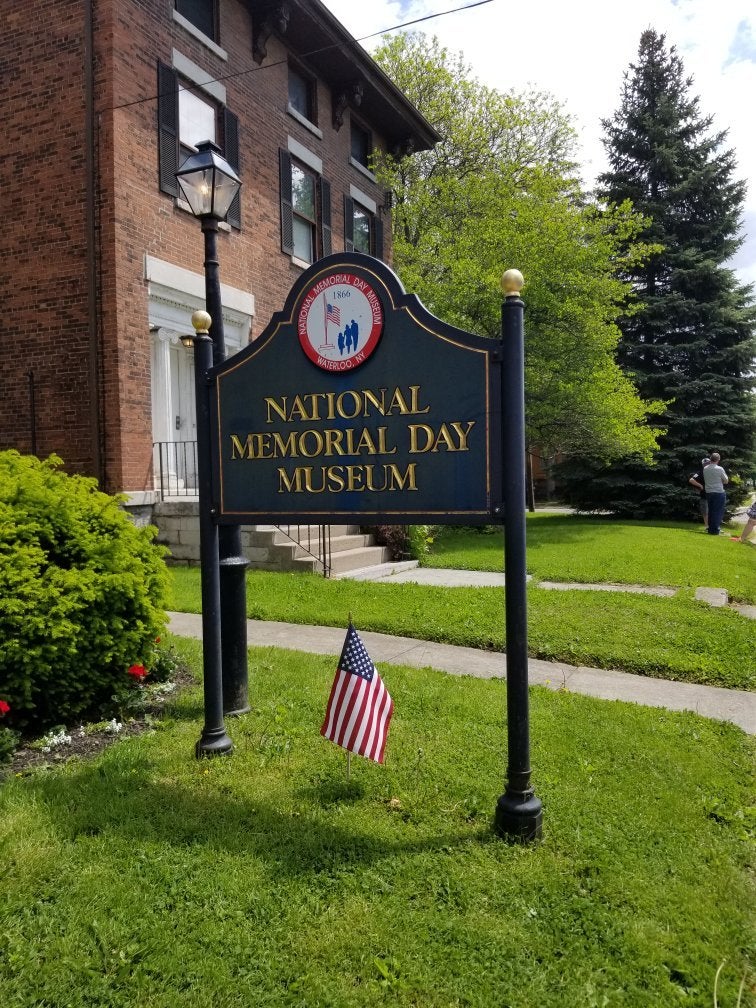 NATIONAL MEMORIAL DAY MUSEUM
1866
WATERLOO, NY
NATIONAL
MEMORIAL DAY
MUSEUM